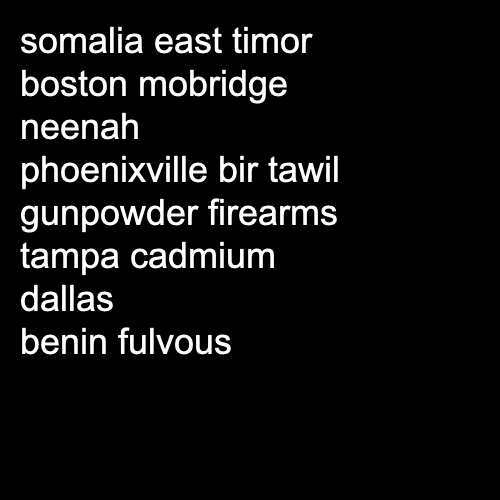 somalia east timor
boston mobridge
neenah
phoenixville bir tawil
gunpowder firearms
tampa cadmium
dallas
benin fulvous